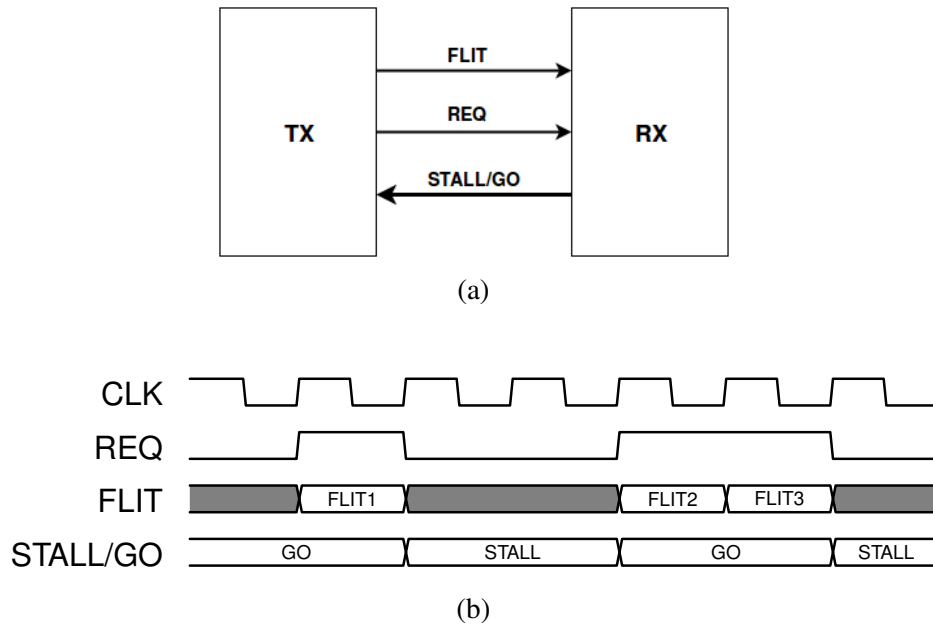 FLIT
TX
REQ
RX
STALL/GO
(a)
CLK
REQ
FLIT FLIT1 FLIT2 FLIT3
STALL/GO GO STALL GO STALL
(b)